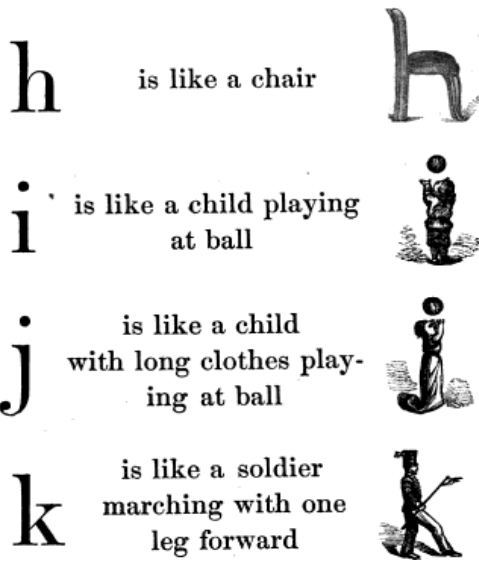 h is like a chair
i is like a child playing
at ball
j is like a child
with long clothes play-
ing at ball
k is like a soldier
marching with one
leg forward